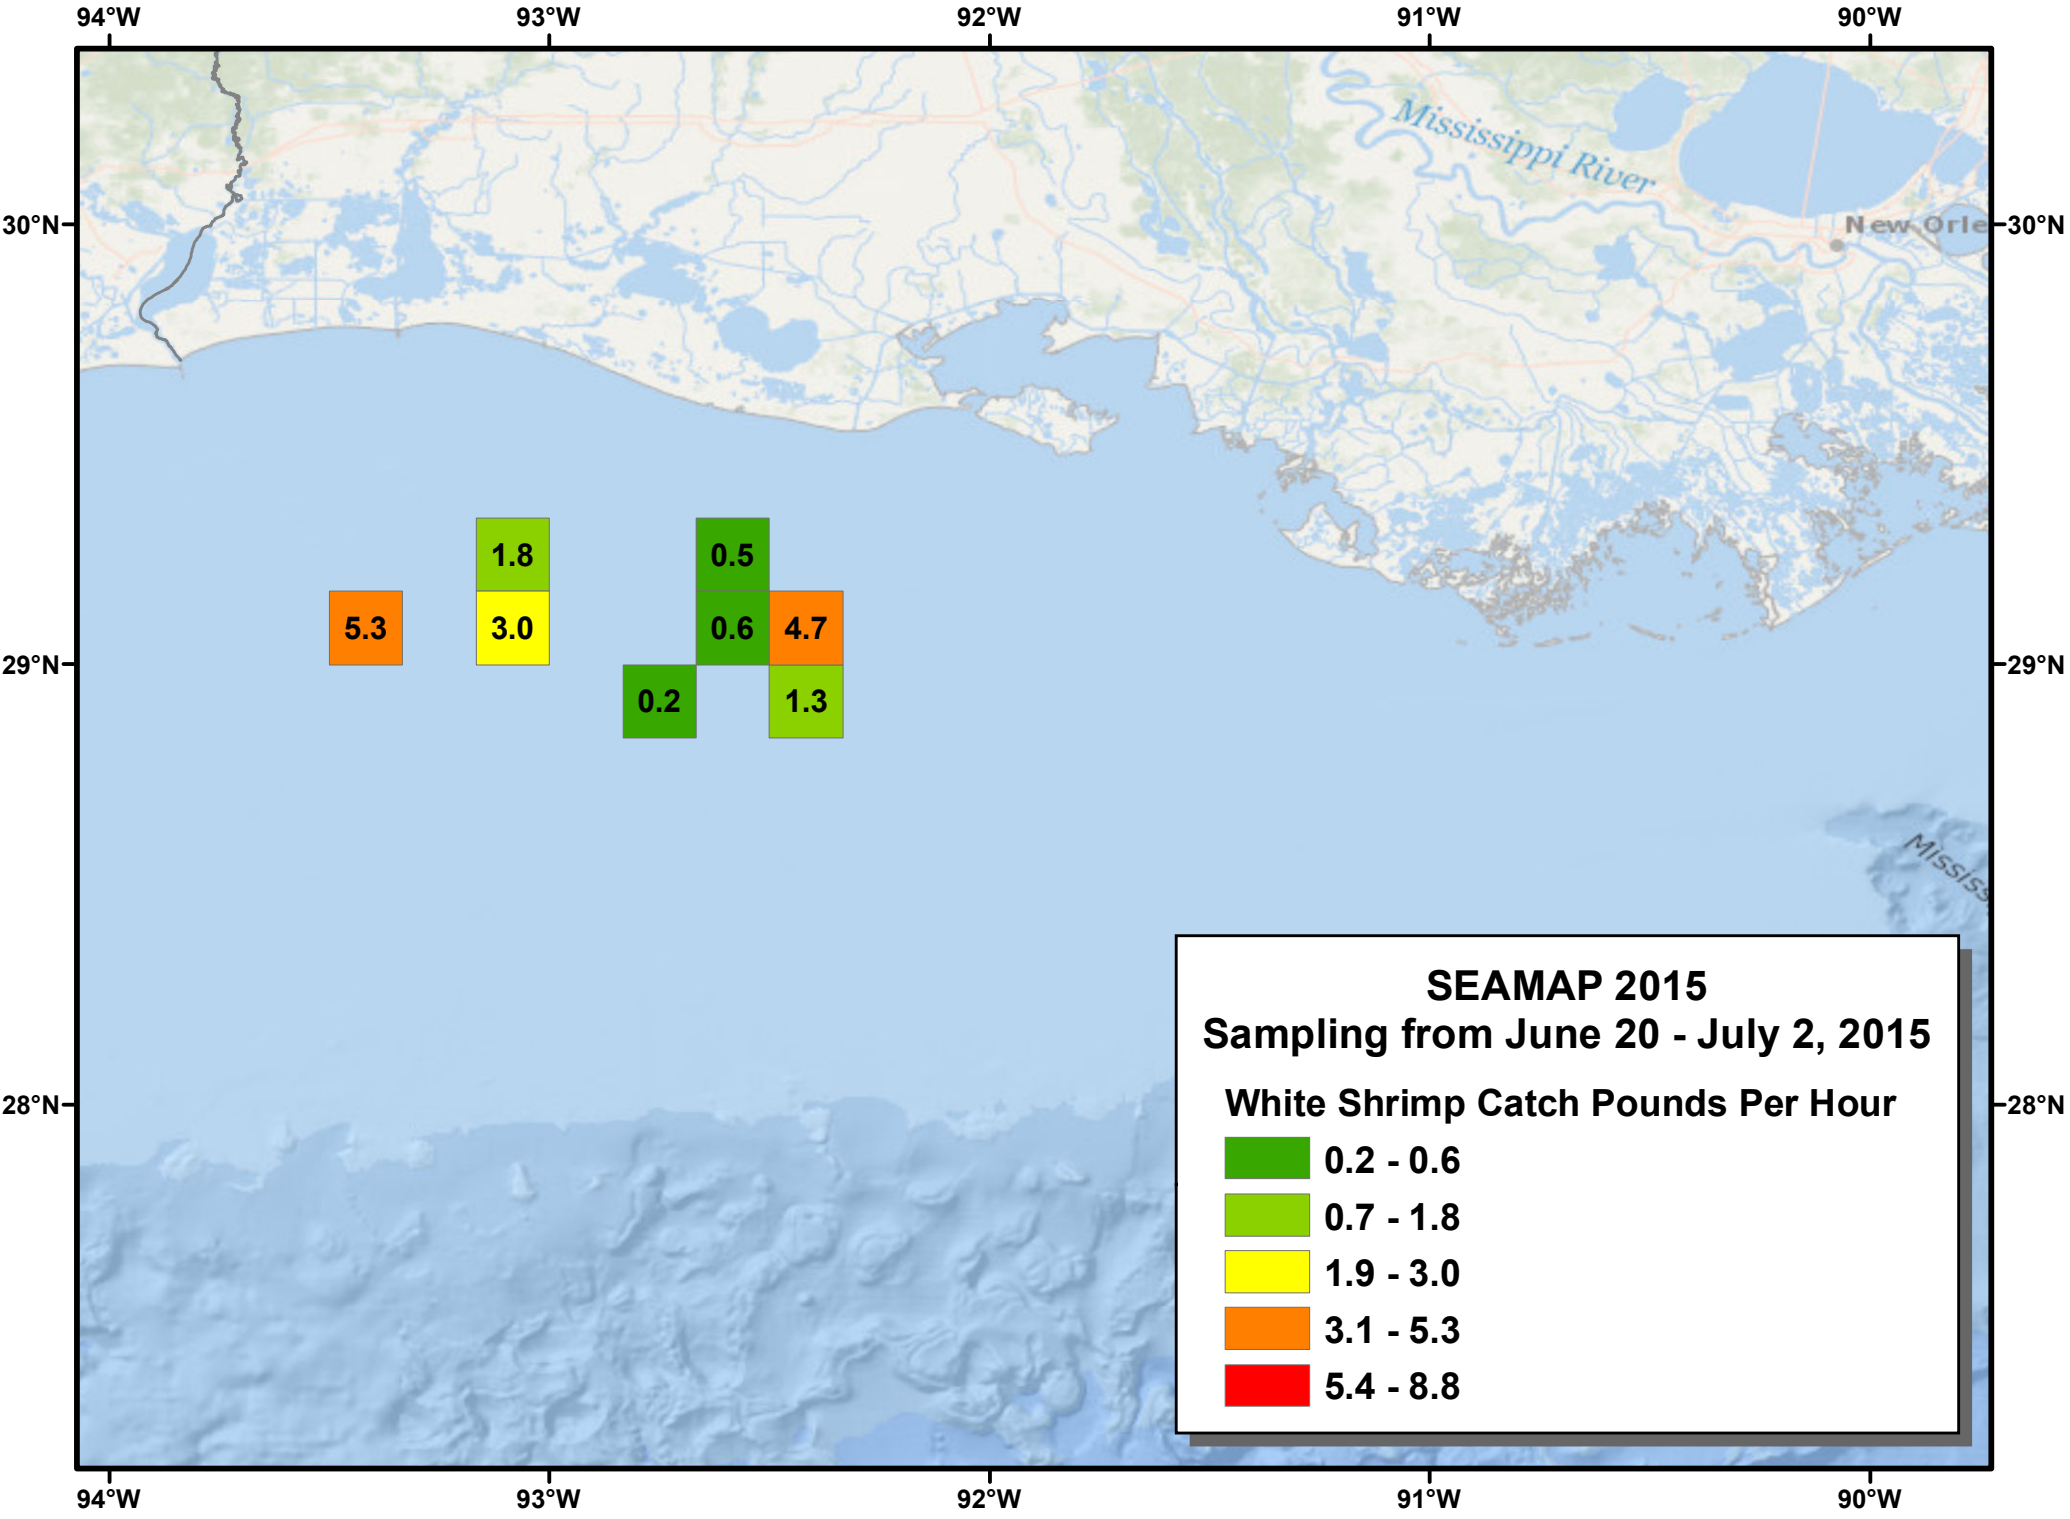 94°W 93°W 92°W 91°W 90°W
Mississippi River
30°N New Orle 30°N
1.8 0.5
5.3 3.0 0.6 4.7
29°N 29°N
0.2 1.3
Mississ
SEAMAP 2015
Sampling from June 20 - July 2, 2015
White Shrimp Catch Pounds Per Hour
28°N 28°N
0.2 - 0.6
0.7 - 1.8
1.9 - 3.0
3.1 - 5.3
5.4 - 8.8
94°W 93°W 92°W 91°W 90°W